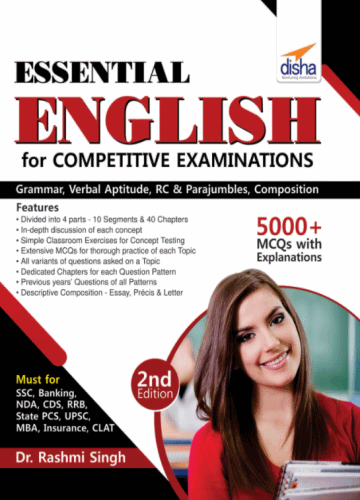 disha
Nurturing Ambitions
ESSENTIAL
ENGLISH
for COMPETITIVE EXAMINATIONS
Grammar, Verbal Aptitude, RC & Parajumbles, Composition
Features
• Divided into 4 parts - 10 Segments & 40 Chapters
• In-depth discussion of each concept
• Simple Classroom Exercises for Concept Testing
• Extensive MCQs for thorough practice of each Topic
• All variants of questions asked on a Topic
• Dedicated Chapters for each Question Pattern
• Previous years' Questions of all Patterns
• Descriptive Composition - Essay, Précis & Letter
5000+
MCQs with
Explanations
Must for
SSC, Banking,
NDA, CDS, RRB,
State PCS, UPSC,
MBA, Insurance, CLAT
2nd
Edition
Dr. Rashmi Singh